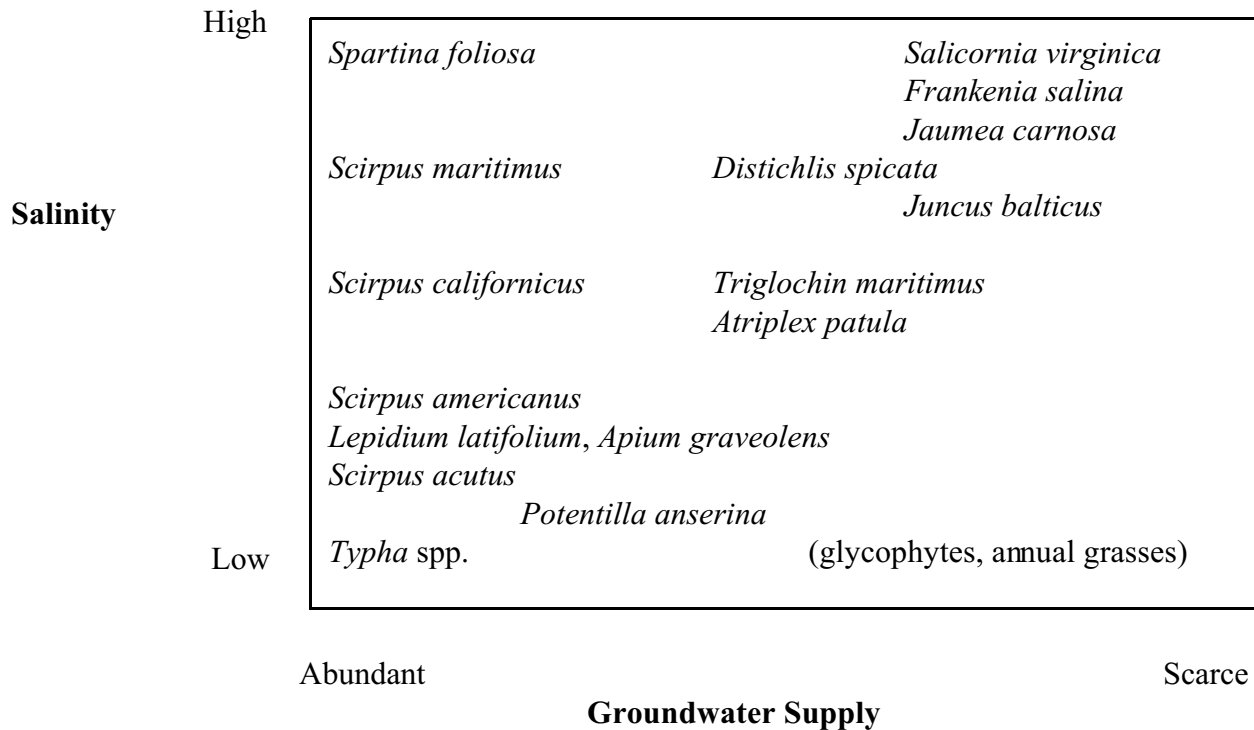 High
Spartina foliosa Salicornia virginica
Frankenia salina
Jaumea carnosa
Scirpus maritimus Distichlis spicata
Salinity
Juncus balticus
Scirpus californicus Triglochin maritimus
Atriplex patula
Scirpus americanus
Lepidium latifolium, Apium graveolens
Scirpus acutus
Potentilla anserina
Low Typha spp. (glycophytes, annual grasses)
Abundant Scarce
Groundwater Supply